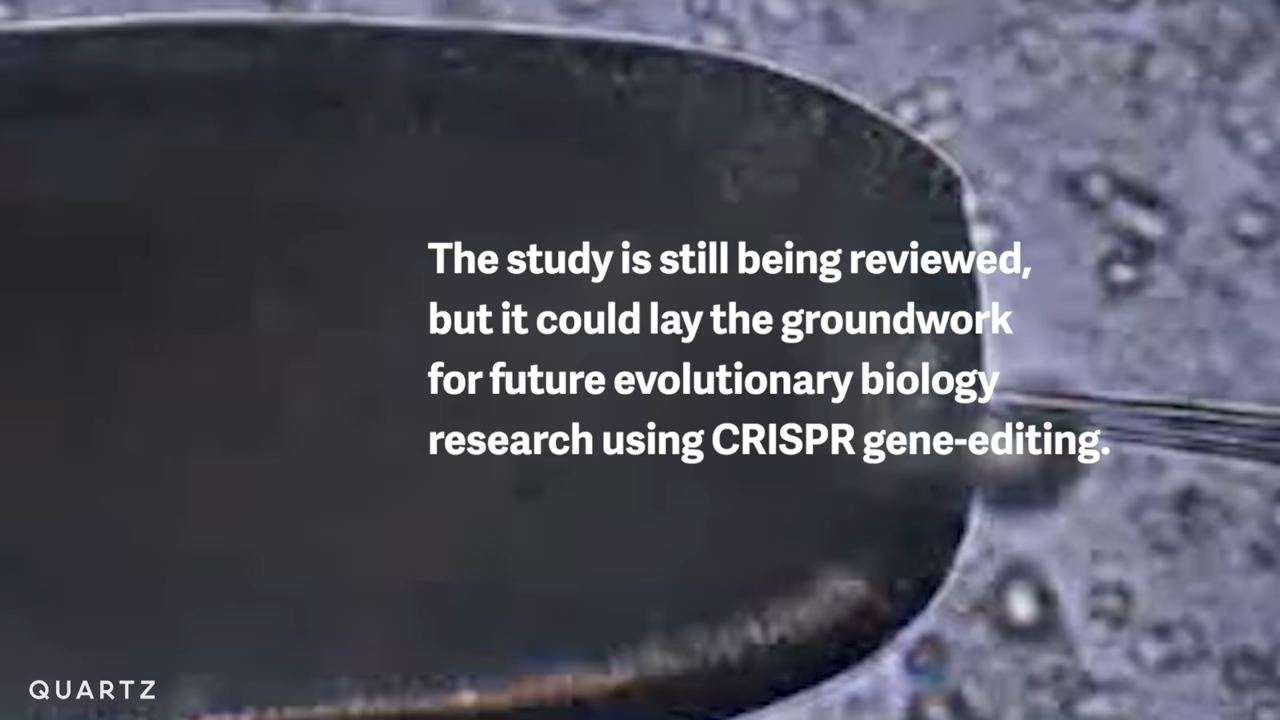 The study is still being reviewed,
but it could lay the groundwork
for future evolutionary biology
research using CRISPR gene-editing.
QUARTZ